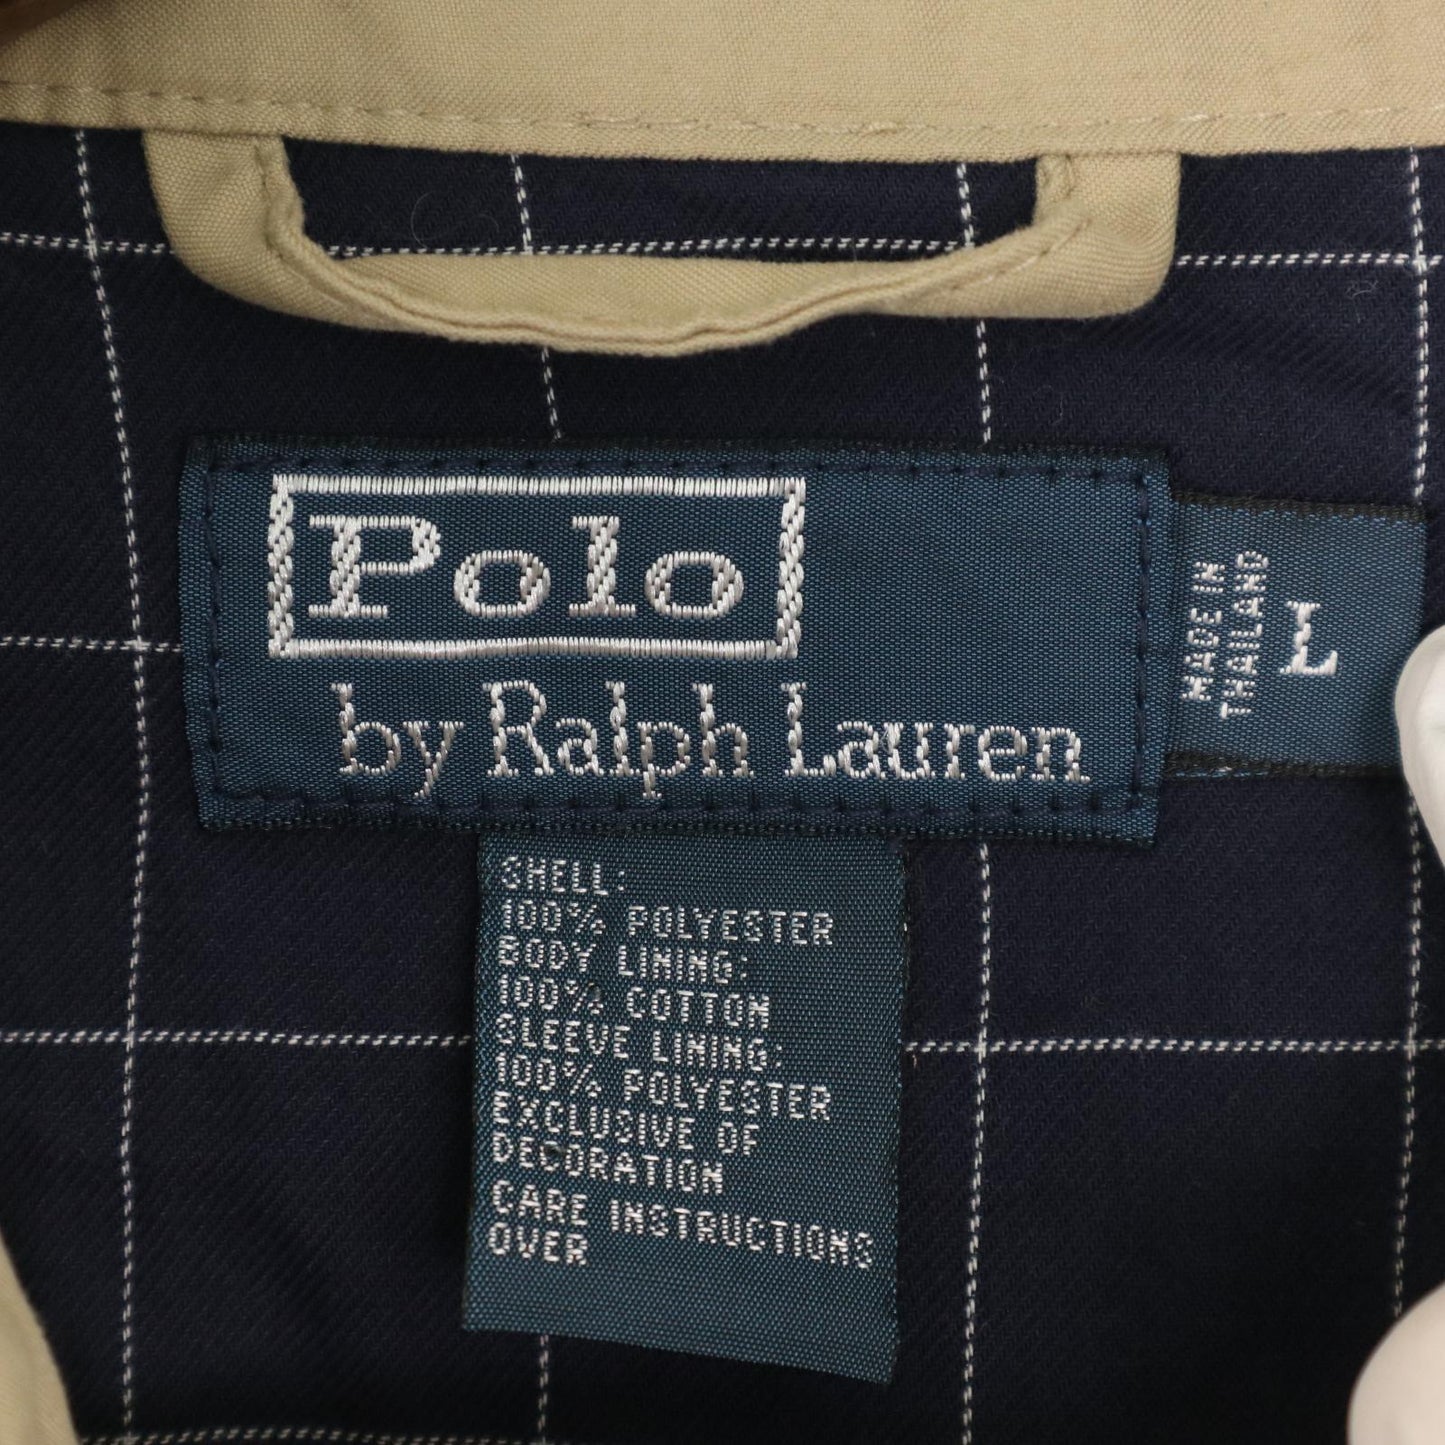 Polo
by Ralph Lauren
MADE IN
THAILAND
L
SHELL:
100% POLYESTER
BODY LINING:
100% COTTON
SLEEVE LINING:
100% POLYESTER
EXCLUSIVE OF
DECORATION
CARE INSTRUCTIONS
OVER